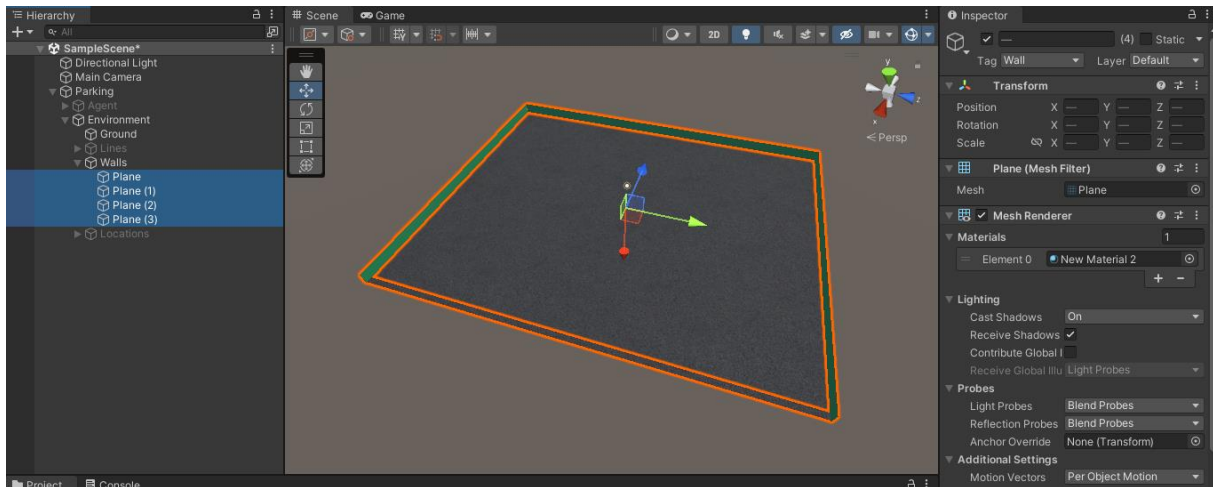 Hierarchy
All
SampleScene*
Directional Light
Main Camera
Parking
Agent
Environment
Ground
Lines
Walls
Plane
Plane (1)
Plane (2)
Plane (3)
Locations
Scene Game
2D
y
z
x
Persp
Inspector
— (4) Static
Tag Wall Layer Default
Transform
Position X — Y — Z —
Rotation X — Y — Z —
Scale X — Y — Z —
Plane (Mesh Filter)
Mesh Plane
Mesh Renderer
Materials 1
Element 0 New Material 2
Lighting
Cast Shadows On
Receive Shadows
Contribute Global I
Receive Global Illu Light Probes
Probes
Light Probes Blend Probes
Reflection Probes Blend Probes
Anchor Override None (Transform)
Additional Settings
Motion Vectors Per Object Motion
Project Console